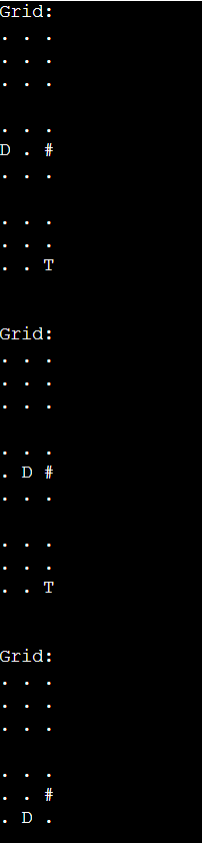 Grid:
. . .
. . .
. . .

. . .
D . #
. . .

. . .
. . .
. . T

Grid:
. . .
. . .
. . .

. . .
. D #
. . .

. . .
. . .
. . T

Grid:
. . .
. . .
. . .

. . .
. . #
. D .